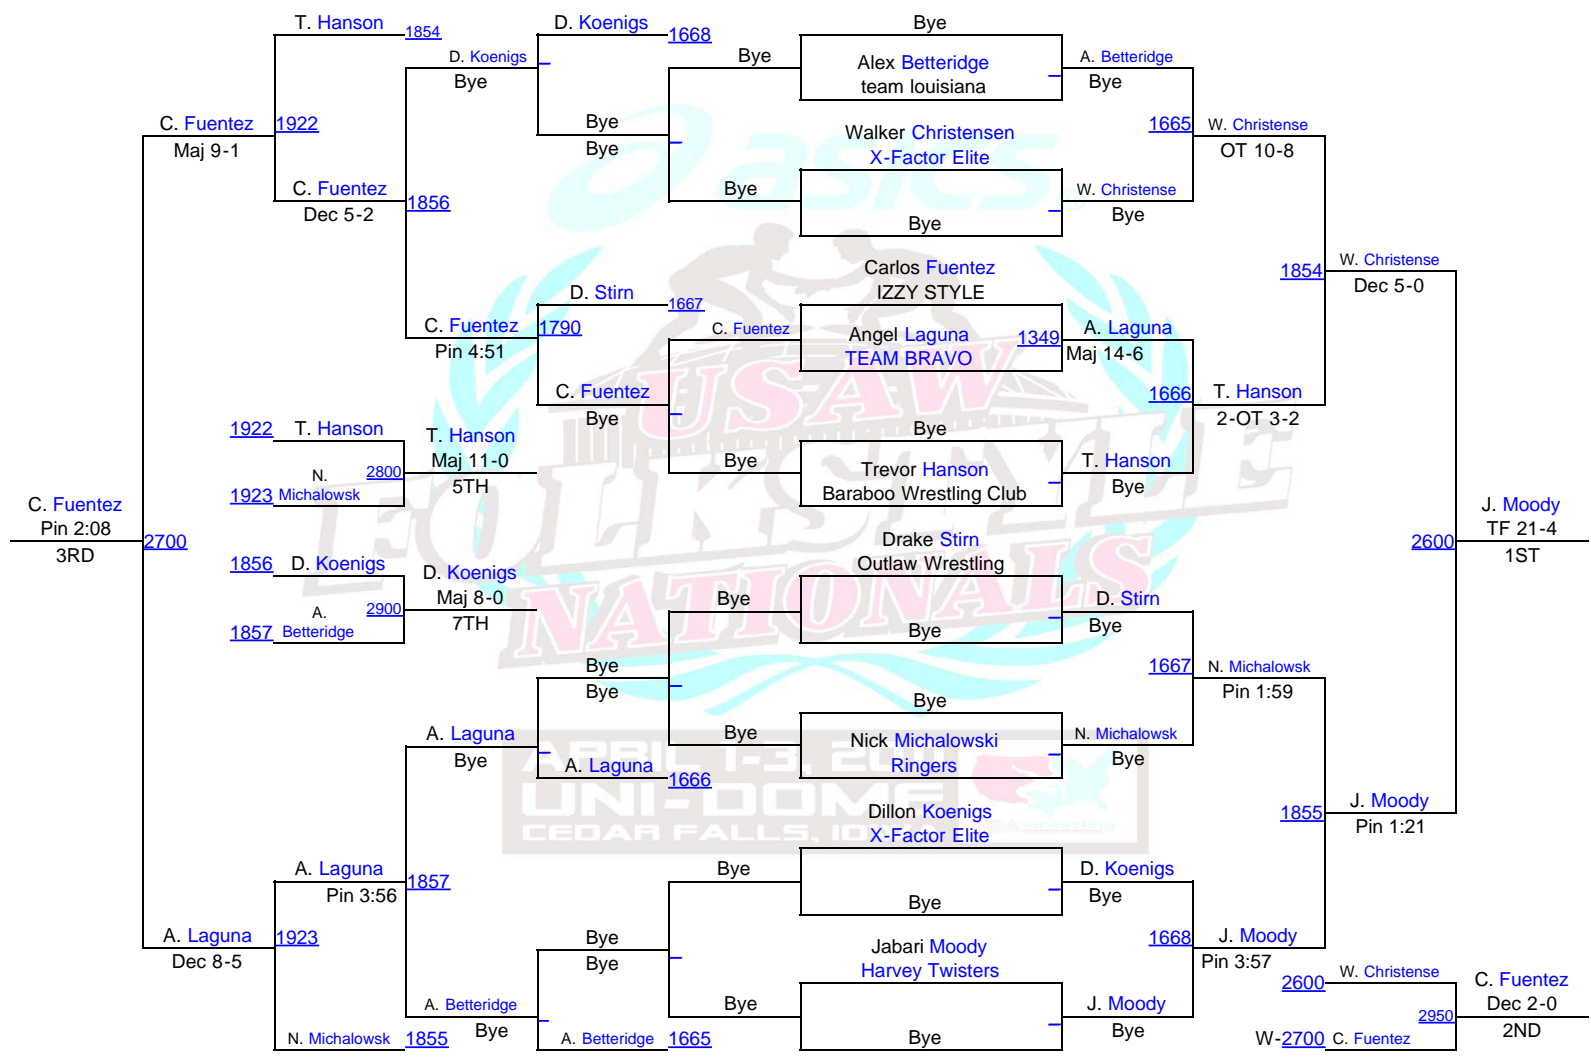 T. Hanson
1854
D. Koenigs
1668
Bye
D. Koenigs
Bye
Bye
Alex Betteridge
team louisiana
A. Betteridge
Bye
C. Fuentez
Maj 9-1
1922
Bye
Bye
Walker Christensen
X-Factor Elite
1665
W. Christense
OT 10-8
asics
C. Fuentez
Dec 5-2
1856
Bye
Bye
W. Christense
Bye
1854
W. Christense
Dec 5-0
D. Stirn
1667
Carlos Fuentez
IZZY STYLE
C. Fuentez
Pin 4:51
1790
C. Fuentez
Angel Laguna
TEAM BRAVO
1349
A. Laguna
Maj 14-6
C. Fuentez
Bye
1666
T. Hanson
2-OT 3-2
USAW
FOLKSTYLE
NATIONALS
1922
T. Hanson
T. Hanson
Maj 11-0
5TH
2800
1923
N.
Michalowsk
Bye
Bye
Trevor Hanson
Baraboo Wrestling Club
T. Hanson
Bye
C. Fuentez
Pin 2:08
3RD
2700
Drake Stirn
Outlaw Wrestling
2600
J. Moody
TF 21-4
1ST
1856
D. Koenigs
D. Koenigs
Maj 8-0
7TH
2900
1857
A.
Betteridge
Bye
Bye
D. Stirn
Bye
Bye
Bye
1667
N. Michalowsk
Pin 1:59
A. Laguna
Bye
Bye
Bye
Nick Michalowski
Ringers
N. Michalowsk
Bye
A. Laguna
1666
APRIL 1-3, 2011
UNI-DOME
CEDAR FALLS, IOWA
Dillon Koenigs
X-Factor Elite
1855
J. Moody
Pin 1:21
A. Laguna
Pin 3:56
1857
Bye
Bye
D. Koenigs
Bye
A. Laguna
Dec 8-5
1923
Bye
Bye
Jabari Moody
Harvey Twisters
1668
J. Moody
Pin 3:57
A. Betteridge
Bye
Bye
Bye
J. Moody
Bye
N. Michalowsk
1855
A. Betteridge
1665
2600
W. Christense
C. Fuentez
Dec 2-0
2ND
2950
W-2700
C. Fuentez